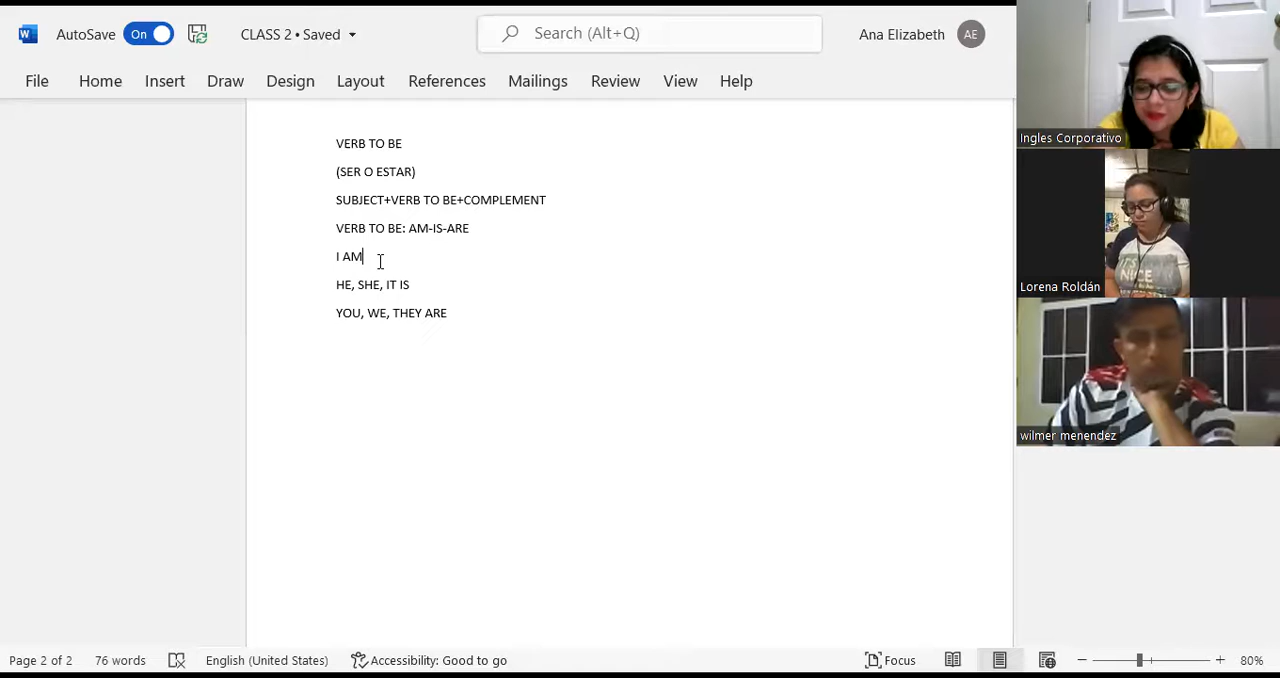 AutoSave On CLASS 2 • Saved Search (Alt+Q) Ana Elizabeth AE
File Home Insert Draw Design Layout References Mailings Review View Help
VERB TO BE
(SER O ESTAR)
SUBJECT+VERB TO BE+COMPLEMENT
VERB TO BE: AM-IS-ARE
I AM
HE, SHE, IT IS
YOU, WE, THEY ARE
Ingles Corporativo
IT'S
NICE
Lorena Roldán
wilmer menendez
Page 2 of 2 76 words English (United States) Accessibility: Good to go Focus 80%